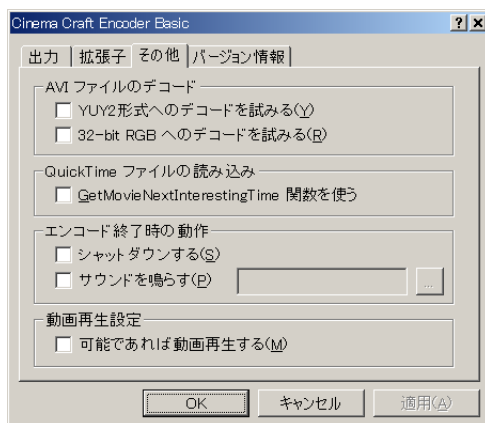 Cinema Craft Encoder Basic
出力 拡張子 その他 バージョン情報
AVI ファイルのデコード
YUY2形式へのデコードを試みる(Y)
32-bit RGB へのデコードを試みる(R)
QuickTime ファイルの読み込み
GetMovieNextInterestingTime 関数を使う
エンコード終了時の動作
シャットダウンする(S)
サウンドを鳴らす(P) ...
動画再生設定
可能であれば動画再生する(M)
OK キャンセル 適用(A)